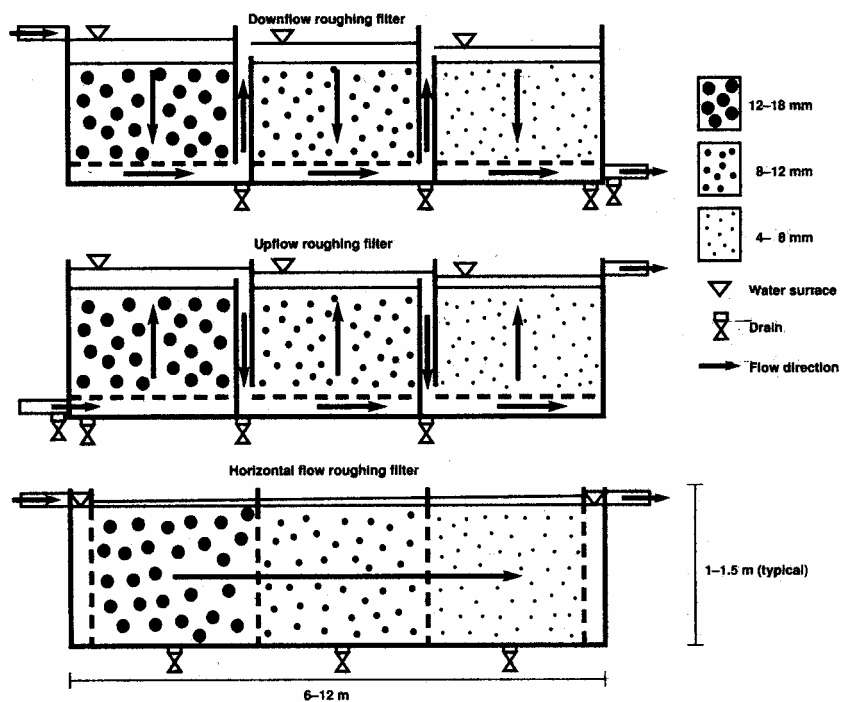 Downflow roughing filter
12–18 mm
8–12 mm
4–8 mm
Upflow roughing filter
Water surface
Drain
Flow direction
Horizontal flow roughing filter
1–1.5 m (typical)
6–12 m